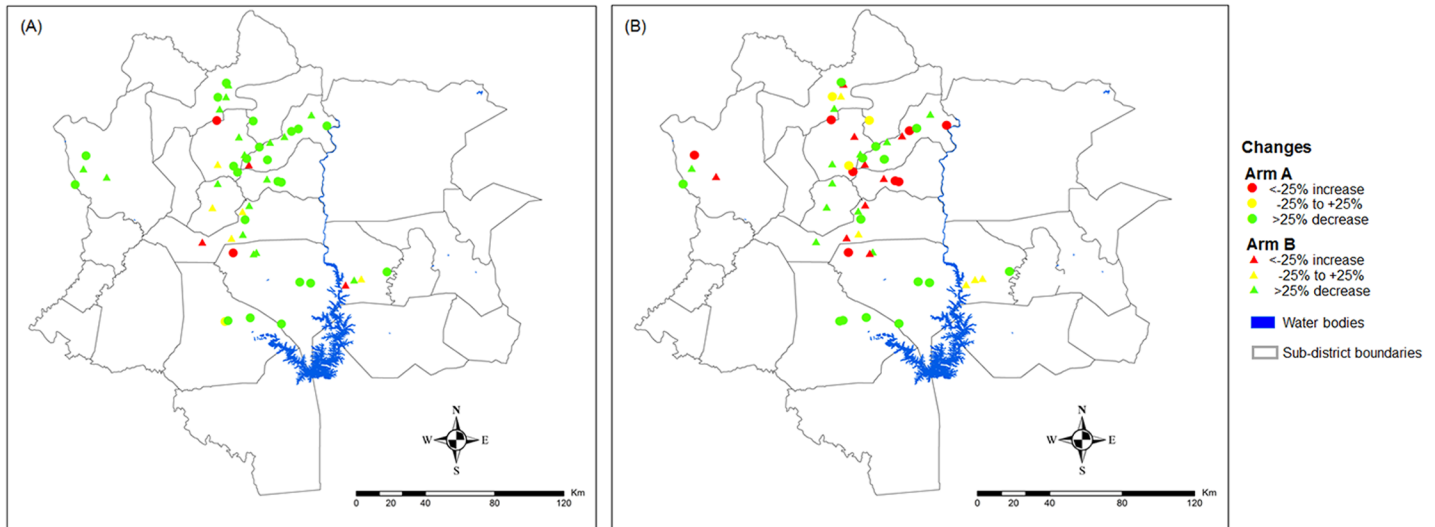 (A)
N
W E
S
Km
0 20 40 80 120
(B)
N
W E
S
Km
0 20 40 80 120
Changes
Arm A
<-25% increase
-25% to +25%
>25% decrease
Arm B
<-25% increase
-25% to +25%
>25% decrease
Water bodies
Sub-district boundaries